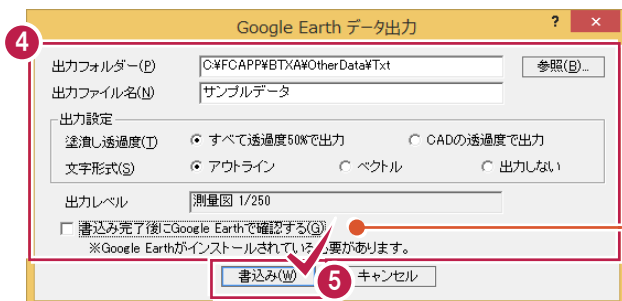 Google Earth データ出力 ? ×
4
出力フォルダー(P) C:¥FCAPP¥BTXA¥OtherData¥Txt 参照(B)...
出力ファイル名(N) サンプルデータ
出力設定
塗潰し透過度(T) すべて透過度50%で出力 CADの透過度で出力
文字形式(S) アウトライン ベクトル 出力しない
出力レベル 測量図 1/250
書込み完了後にGoogle Earthで確認する(G)
※Google Earthがインストールされている必要があります。
書込み(W) 5 キャンセル